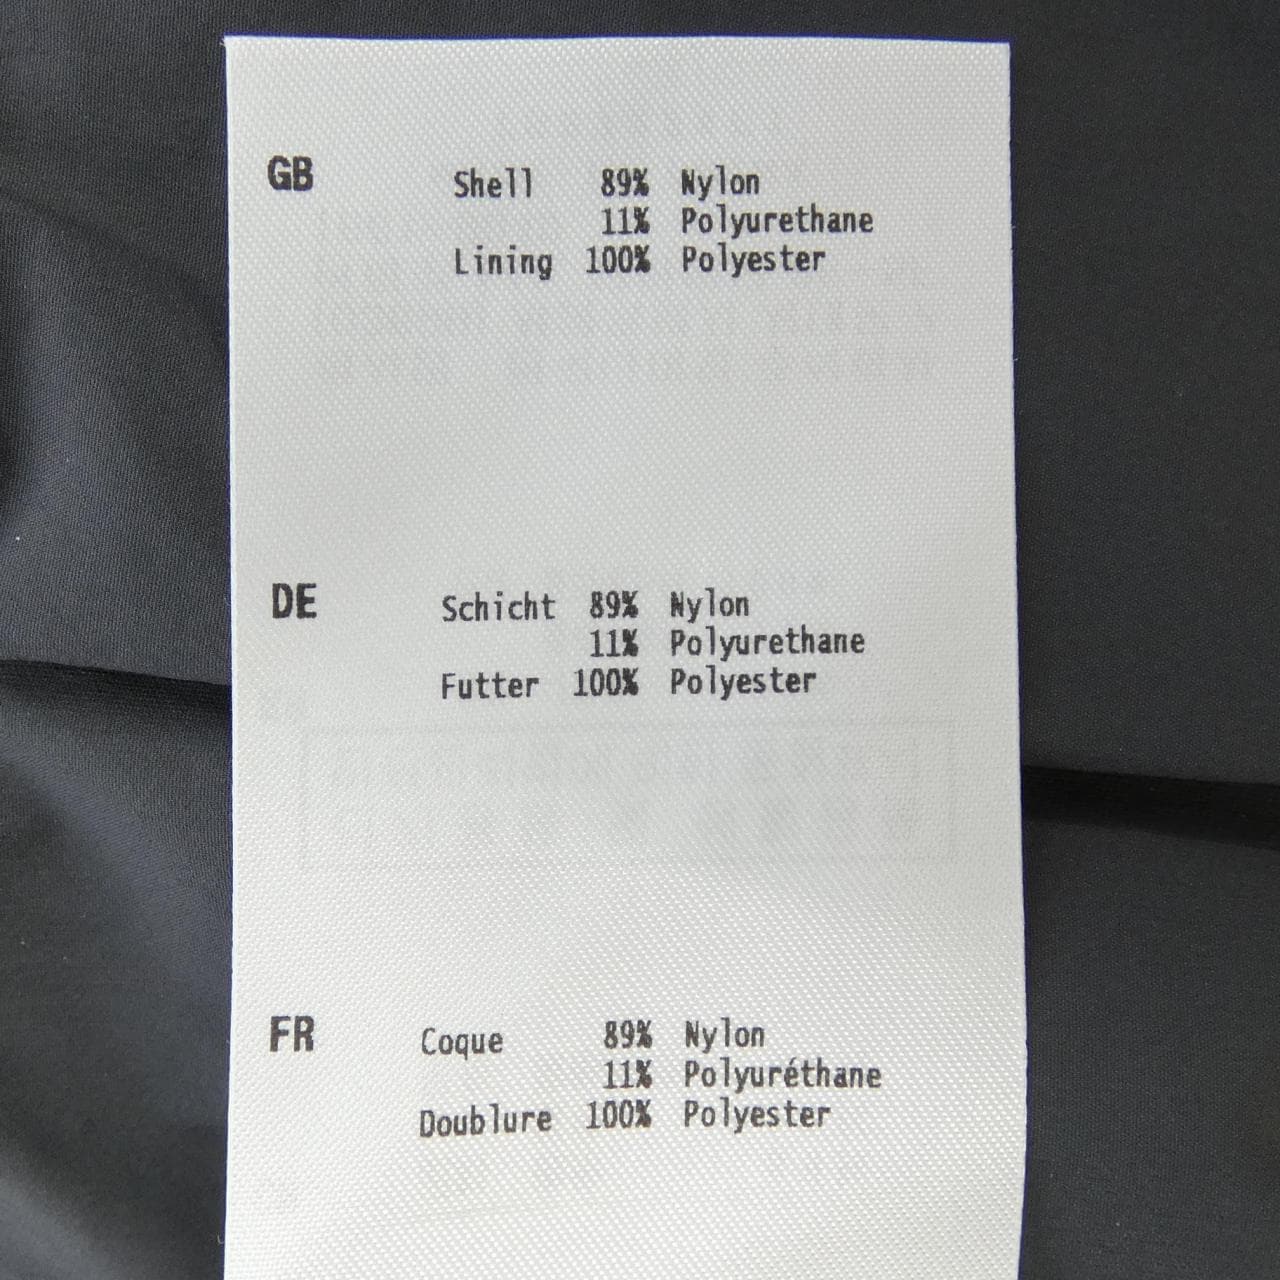 GB Shell 89% Nylon
11% Polyurethane
Lining 100% Polyester
DE Schicht 89% Nylon
11% Polyurethane
Futter 100% Polyester
FR Coque 89% Nylon
11% Polyuréthane
Doublure 100% Polyester